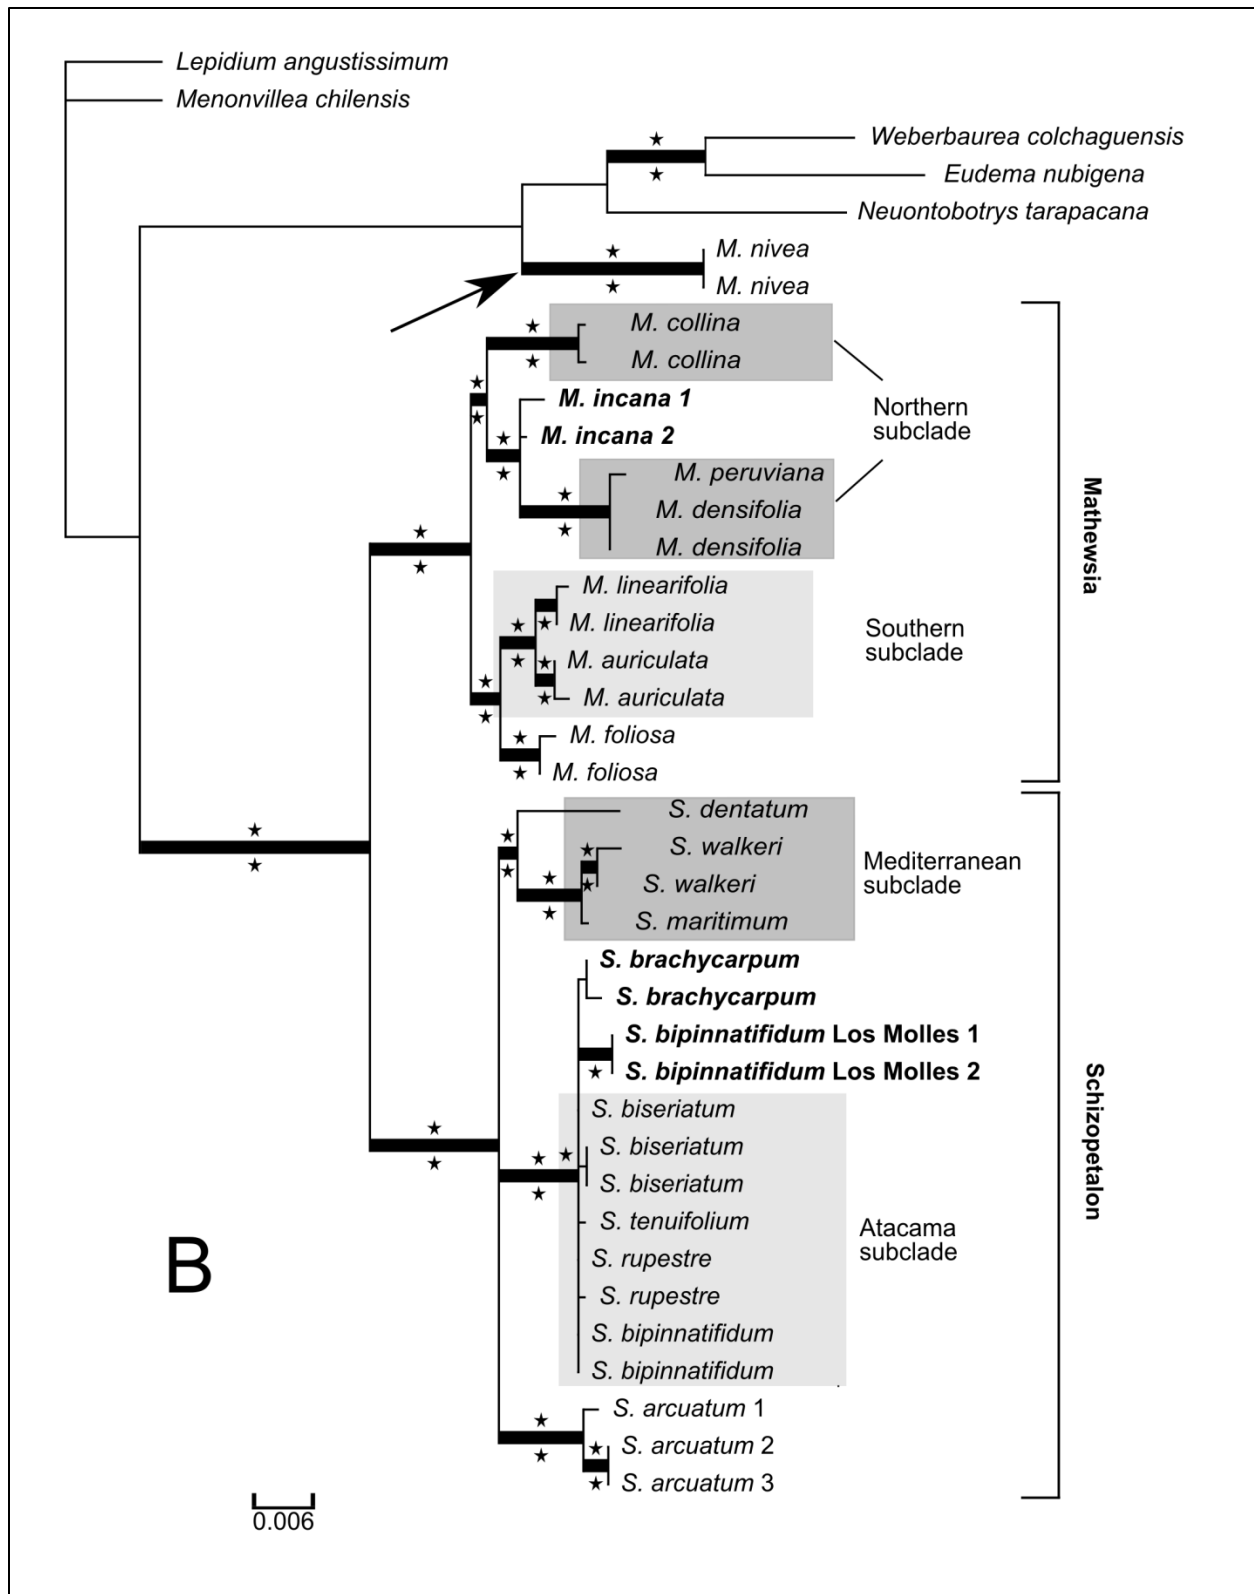 Lepidium angustissimum
Menonvillea chilensis
Weberbaurea colchaguensis
Eudema nubigena
Neuontobotrys tarapacana
M. nivea
M. nivea
M. collina
M. collina
M. incana 1
M. incana 2
M. peruviana
M. densifolia
M. densifolia
Northern
subclade
M. linearifolia
M. linearifolia
M. auriculata
M. auriculata
Southern
subclade
M. foliosa
M. foliosa
Mathewsia
S. dentatum
S. walkeri
S. walkeri
S. maritimum
Mediterranean
subclade
S. brachycarpum
S. brachycarpum
S. bipinnatifidum Los Molles 1
S. bipinnatifidum Los Molles 2
S. biseriatum
S. biseriatum
S. biseriatum
S. tenuifolium
S. rupestre
S. rupestre
S. bipinnatifidum
S. bipinnatifidum
Atacama
subclade
S. arcuatum 1
S. arcuatum 2
S. arcuatum 3
Schizopetalon
B
0.006